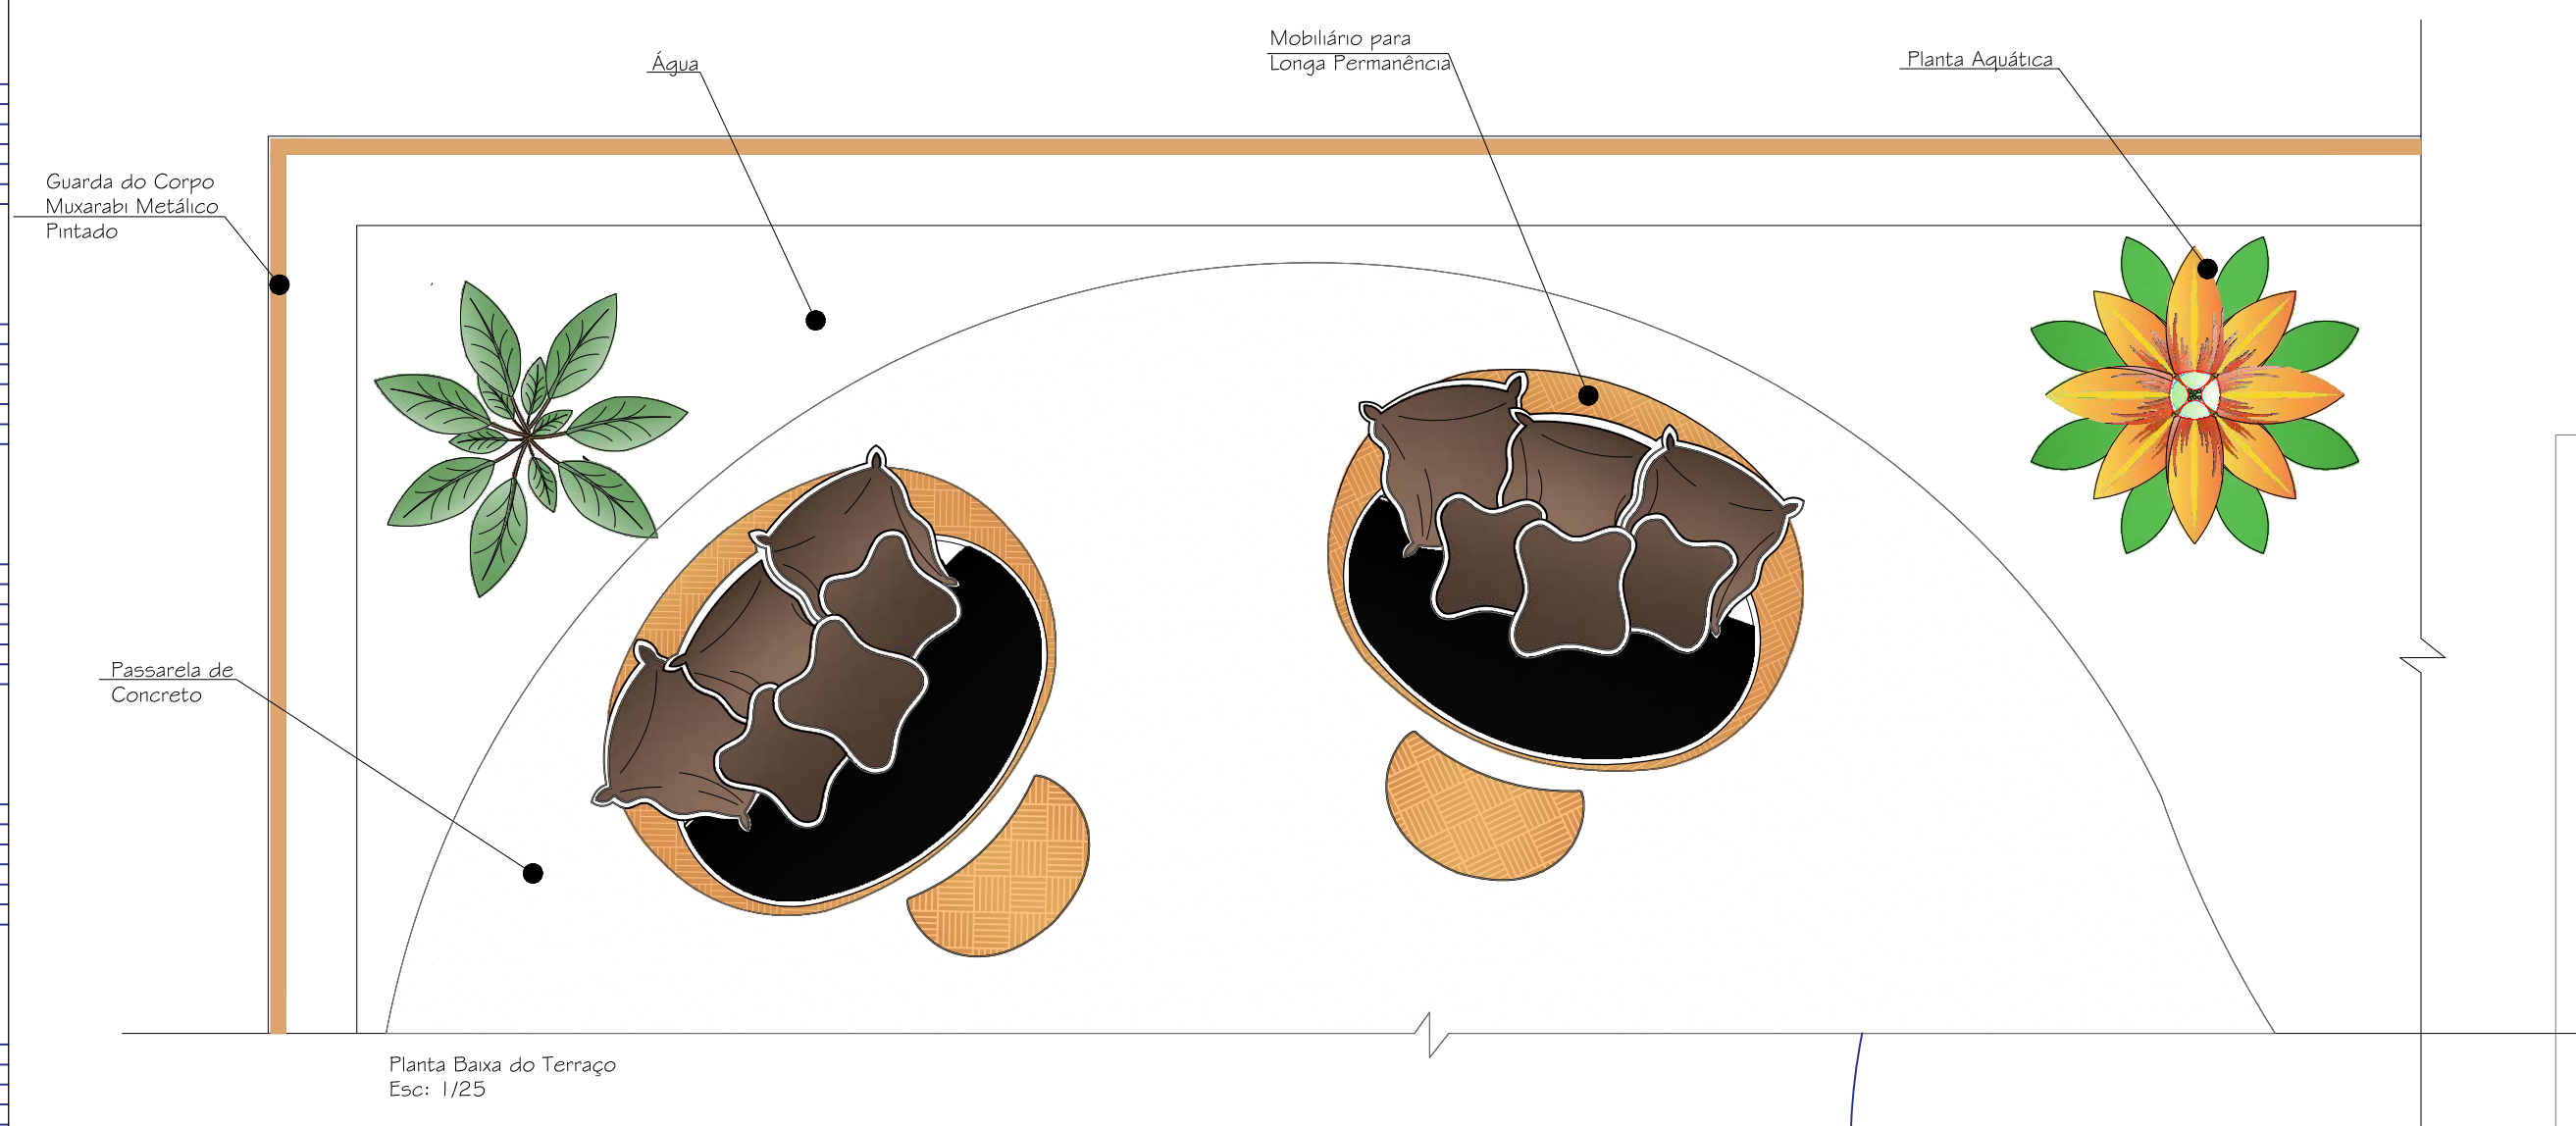 Água
Mobiliário para
Longa Permanência
Planta Aquática
Guarda do Corpo
Muxarabi Metálico
Pintado
Passarela de
Concreto
Planta Baixa do Terraço
Esc: 1/25